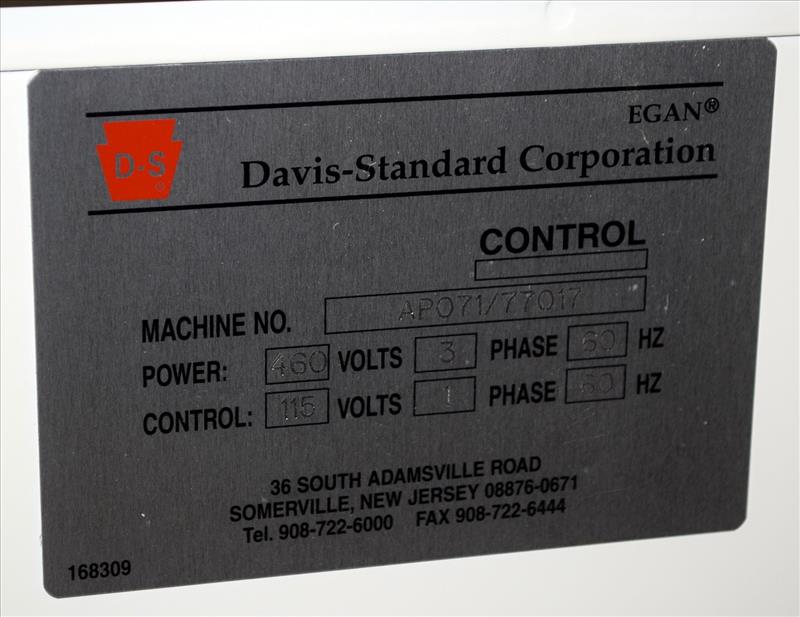 EGAN®
D-S ®
Davis-Standard Corporation
CONTROL
MACHINE NO. AP071/77017
POWER: 460 VOLTS 3 PHASE 60 HZ
CONTROL: 115 VOLTS 1 PHASE 60 HZ
36 SOUTH ADAMSVILLE ROAD
SOMERVILLE, NEW JERSEY 08876-0671
Tel. 908-722-6000 FAX 908-722-6444
168309